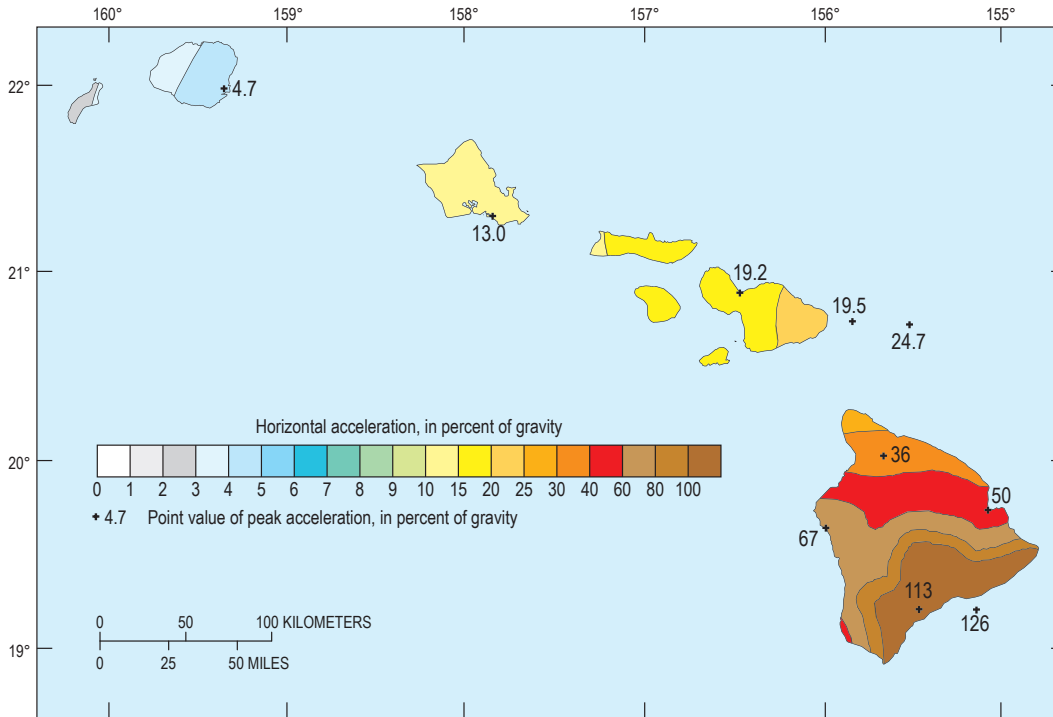 160° 159° 158° 157° 156° 155°
22°
4.7
13.0
21°
19.2
19.5
24.7
Horizontal acceleration, in percent of gravity
20°
36
0 1 2 3 4 5 6 7 8 9 10 15 20 25 30 40 60 80 100
50
+ 4.7 Point value of peak acceleration, in percent of gravity
67
113
126
0 50 100 KILOMETERS
0 25 50 MILES
19°